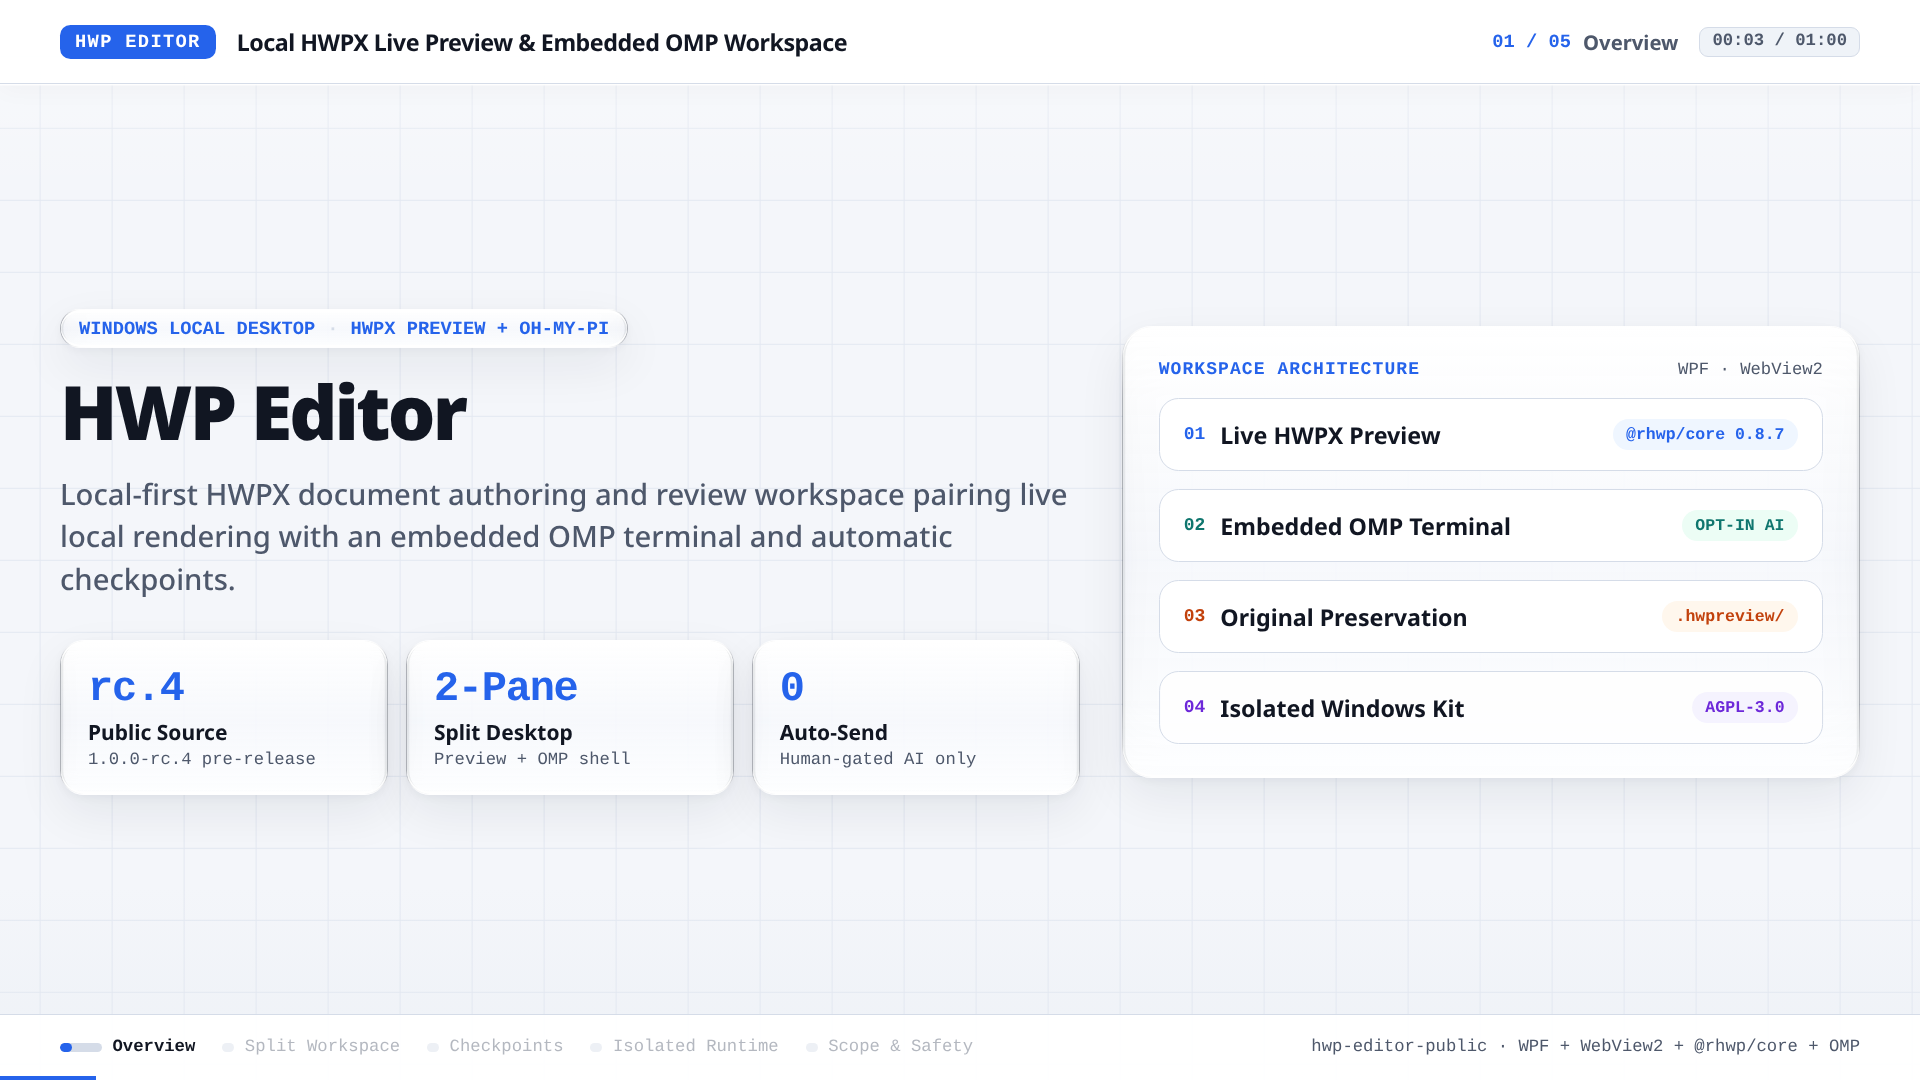 HWP EDITOR Local HWPX Live Preview & Embedded OMP Workspace 01 / 05 Overview 00:03 / 01:00
WINDOWS LOCAL DESKTOP · HWPX PREVIEW + OH-MY-PI
HWP Editor
Local-first HWPX document authoring and review workspace pairing live
local rendering with an embedded OMP terminal and automatic
checkpoints.
rc.4
Public Source
1.0.0-rc.4 pre-release
2-Pane
Split Desktop
Preview + OMP shell
0
Auto-Send
Human-gated AI only
WORKSPACE ARCHITECTURE WPF · WebView2
01 Live HWPX Preview @rhwp/core 0.8.7
02 Embedded OMP Terminal OPT-IN AI
03 Original Preservation .hwpreview/
04 Isolated Windows Kit AGPL-3.0
Overview Split Workspace Checkpoints Isolated Runtime Scope & Safety hwp-editor-public · WPF + WebView2 + @rhwp/core + OMP